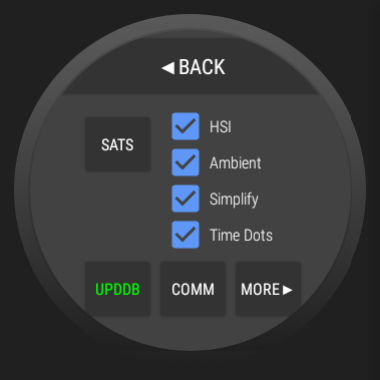 ◀BACK
SATS
HSI
Ambient
Simplify
Time Dots
UPDDB
COMM
MORE▶